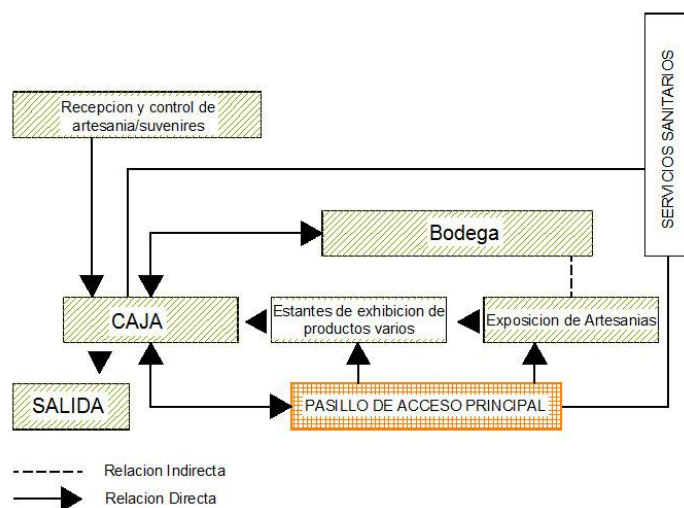 Recepcion y control de
artesania/suvenires
SERVICIOS SANITARIOS
Bodega
CAJA
Estantes de exhibicion de
productos varios
Exposicion de Artesanias
SALIDA
PASILLO DE ACCESO PRINCIPAL
Relacion Indirecta
Relacion Directa